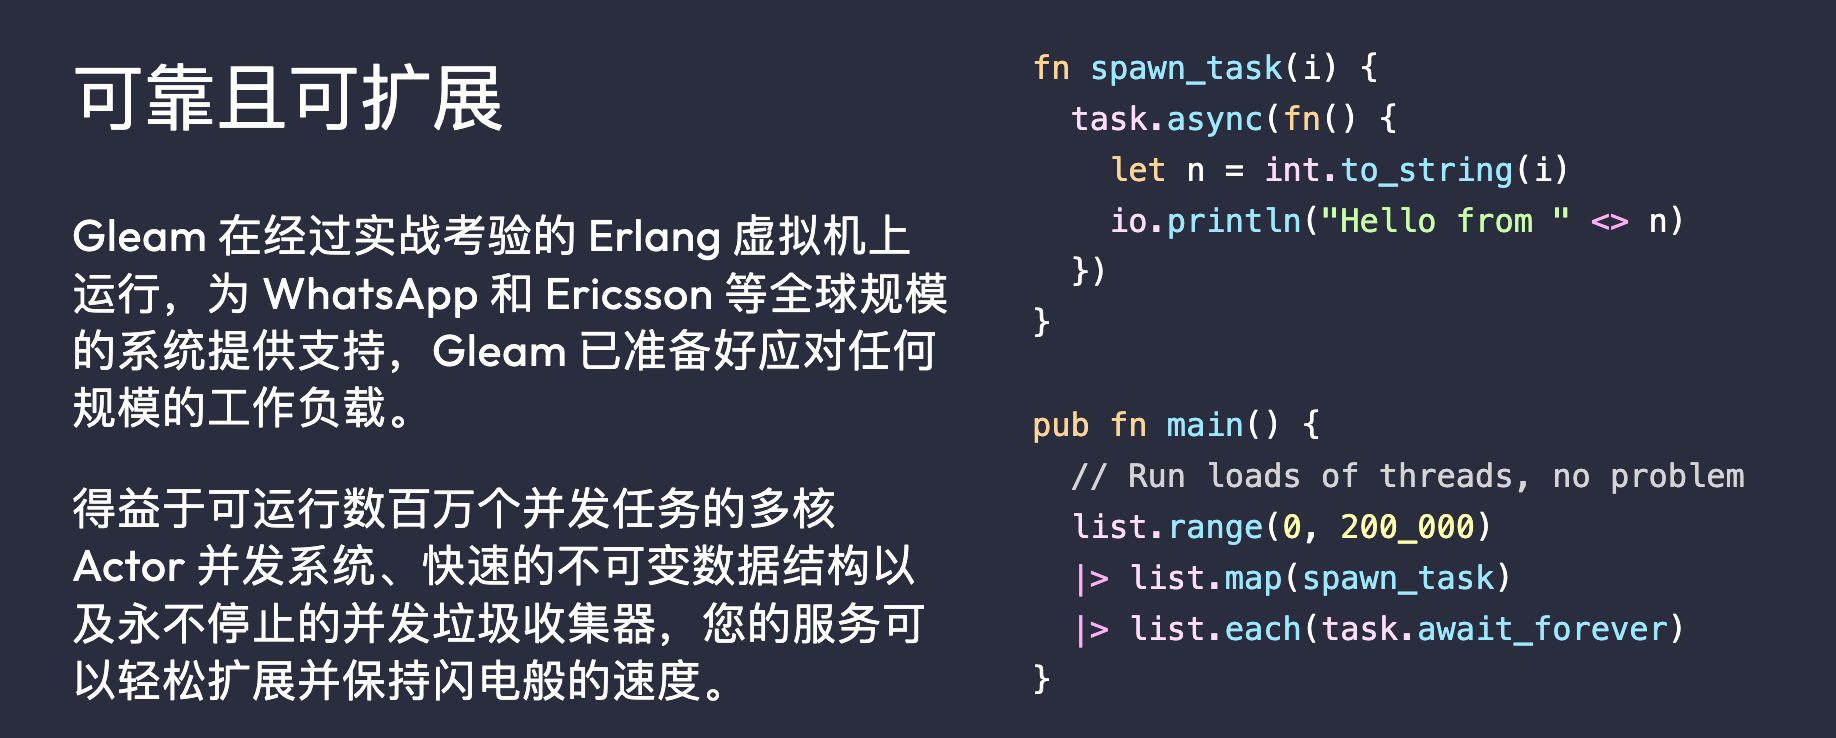 可靠且可扩展
Gleam 在经过实战考验的 Erlang 虚拟机上
运行，为 WhatsApp 和 Ericsson 等全球规模
的系统提供支持，Gleam 已准备好应对任何
规模的工作负载。
得益于可运行数百万个并发任务的多核
Actor 并发系统、快速的不可变数据结构以
及永不停止的并发垃圾收集器，您的服务可
以轻松扩展并保持闪电般的速度。
fn spawn_task(i) {
  task.async(fn() {
    let n = int.to_string(i)
    io.println("Hello from " <> n)
  })
}
pub fn main() {
  // Run loads of threads, no problem
  list.range(0, 200_000)
  |> list.map(spawn_task)
  |> list.each(task.await_forever)
}